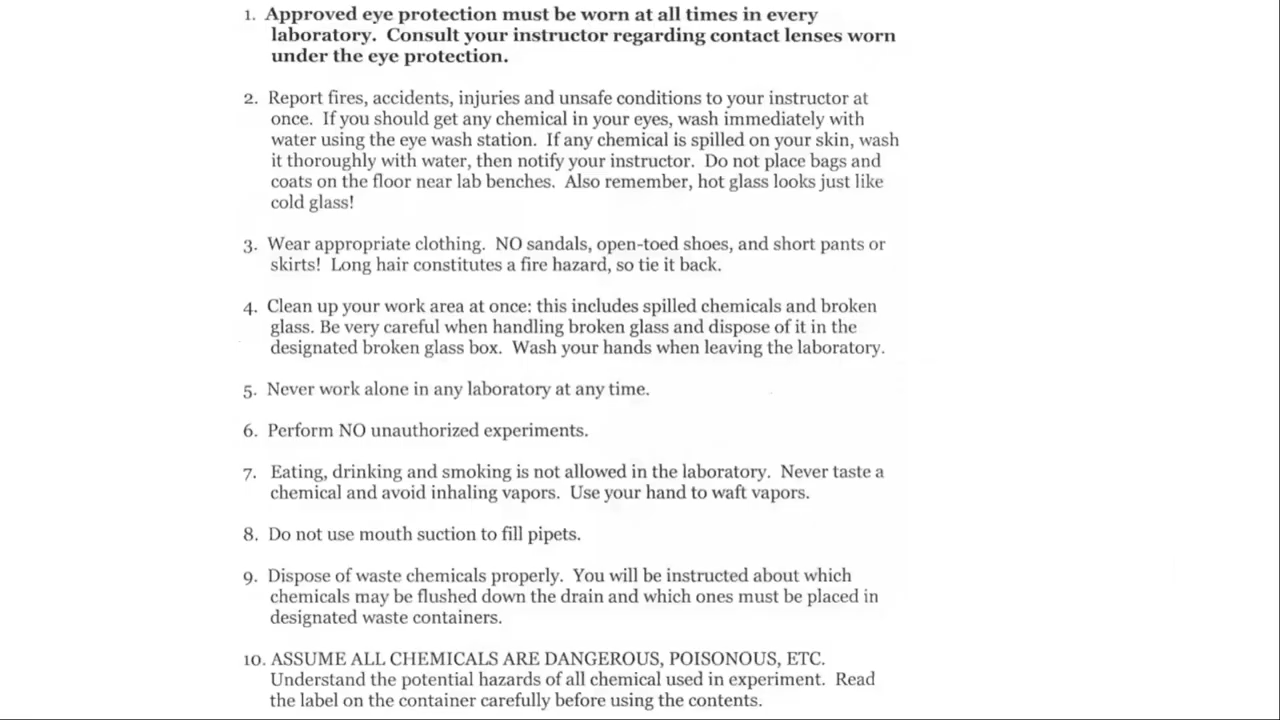 1. Approved eye protection must be worn at all times in every
laboratory. Consult your instructor regarding contact lenses worn
under the eye protection.
2. Report fires, accidents, injuries and unsafe conditions to your instructor at
once. If you should get any chemical in your eyes, wash immediately with
water using the eye wash station. If any chemical is spilled on your skin, wash
it thoroughly with water, then notify your instructor. Do not place bags and
coats on the floor near lab benches. Also remember, hot glass looks just like
cold glass!
3. Wear appropriate clothing. NO sandals, open-toed shoes, and short pants or
skirts! Long hair constitutes a fire hazard, so tie it back.
4. Clean up your work area at once: this includes spilled chemicals and broken
glass. Be very careful when handling broken glass and dispose of it in the
designated broken glass box. Wash your hands when leaving the laboratory.
5. Never work alone in any laboratory at any time.
6. Perform NO unauthorized experiments.
7. Eating, drinking and smoking is not allowed in the laboratory. Never taste a
chemical and avoid inhaling vapors. Use your hand to waft vapors.
8. Do not use mouth suction to fill pipets.
9. Dispose of waste chemicals properly. You will be instructed about which
chemicals may be flushed down the drain and which ones must be placed in
designated waste containers.
10. ASSUME ALL CHEMICALS ARE DANGEROUS, POISONOUS, ETC.
Understand the potential hazards of all chemical used in experiment. Read
the label on the container carefully before using the contents.